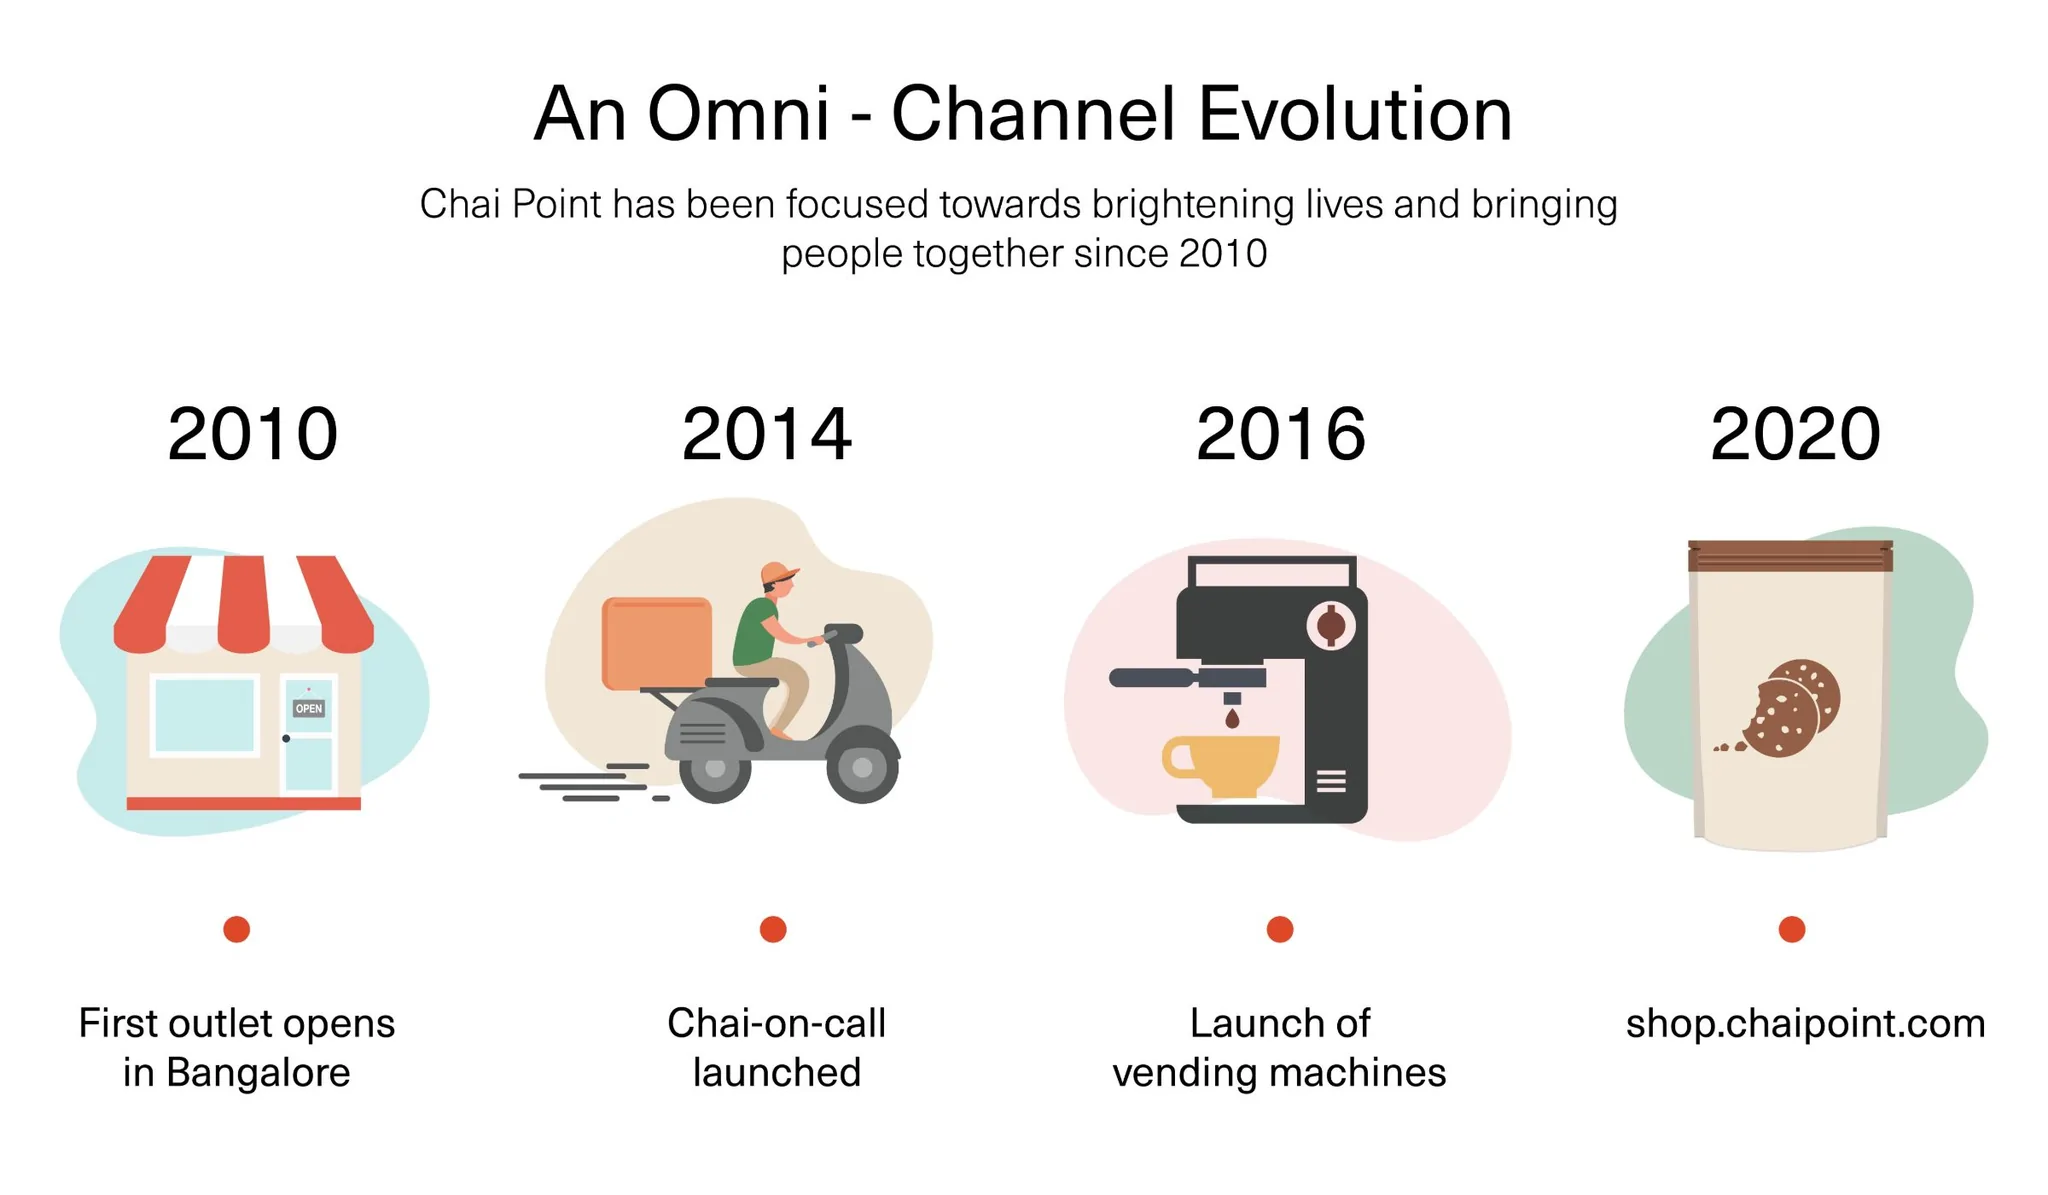 An Omni - Channel Evolution
Chai Point has been focused towards brightening lives and bringing
people together since 2010
2010
2014
2016
2020
OPEN
First outlet opens
in Bangalore
Chai-on-call
launched
Launch of
vending machines
shop.chaipoint.com